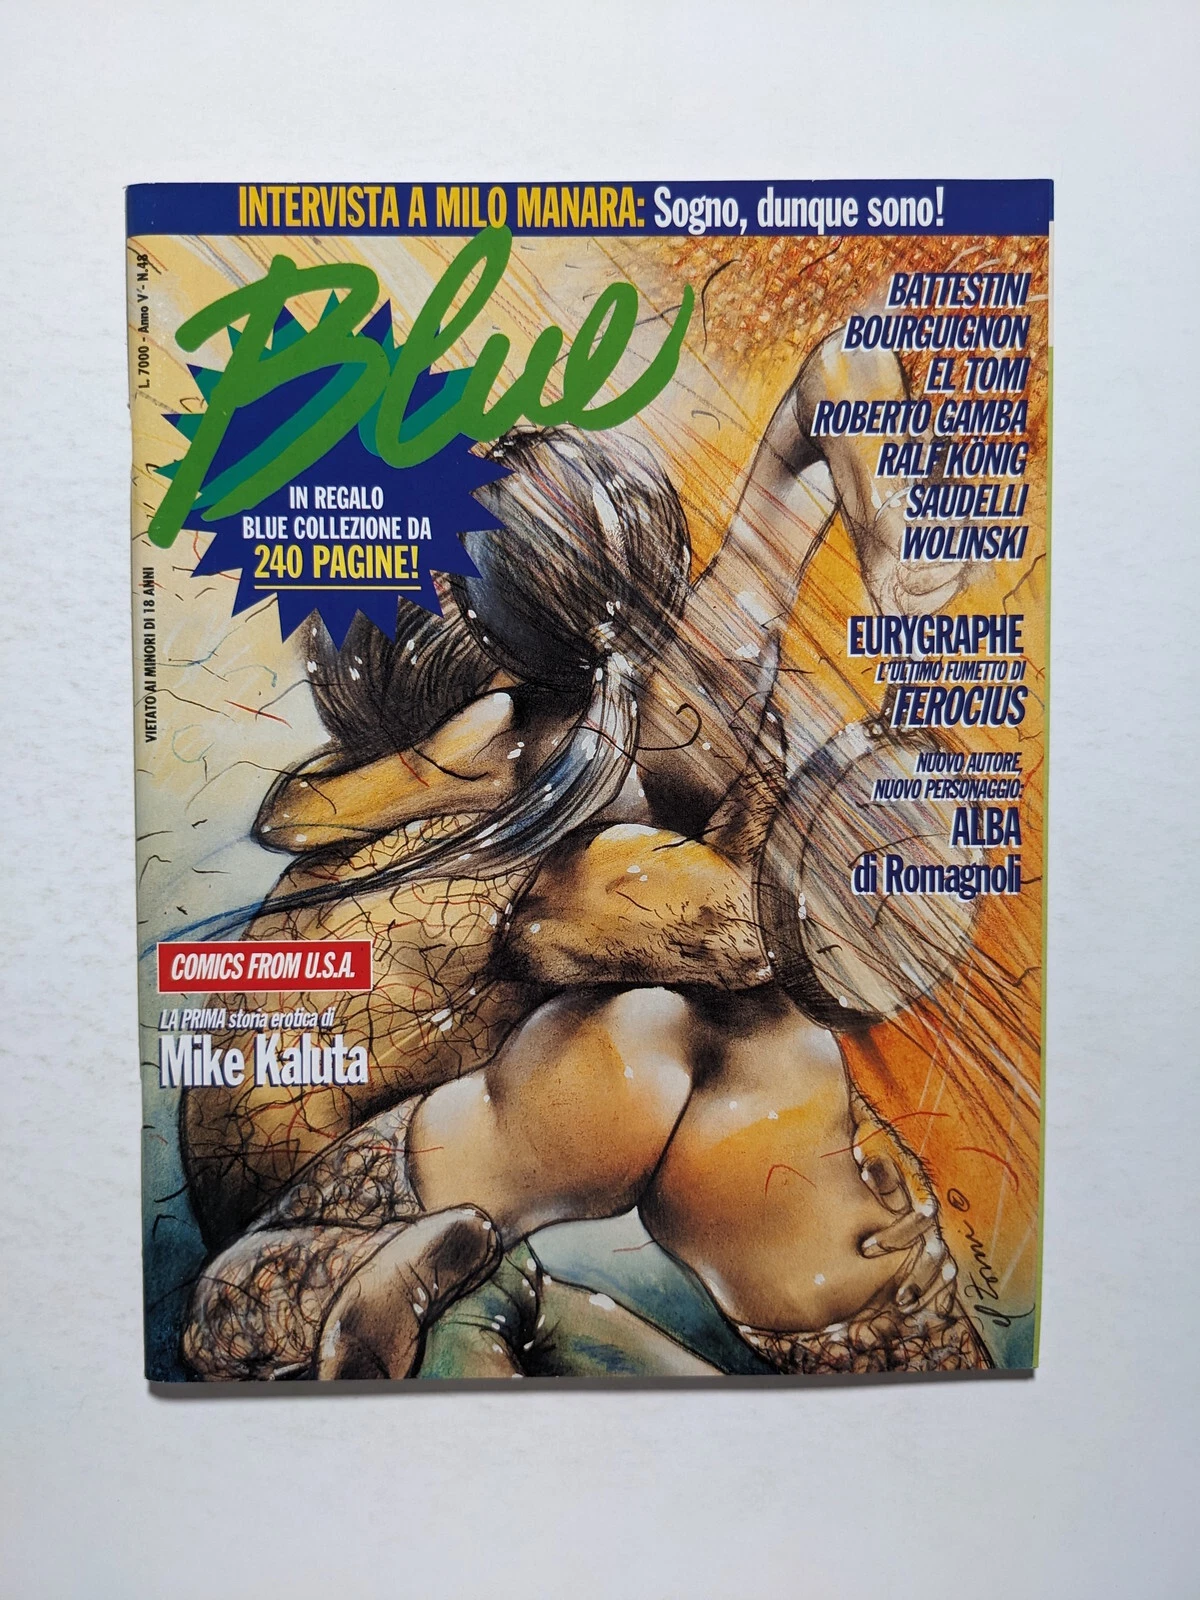 INTERVISTA A MILO MANARA: Sogno, dunque sono!
L. 7000 - Anno V - N.48
Blue
IN REGALO
BLUE COLLEZIONE DA
240 PAGINE!
VIETATO AI MINORI DI 18 ANNI
BATTESTINI
BOURGUIGNON
EL TOMI
ROBERTO GAMBA
RALF KÖNIG
SAUDELLI
WOLINSKI
EURYGRAPHE
L'ULTIMO FUMETTO DI
FEROCIUS
NUOVO AUTORE,
NUOVO PERSONAGGIO:
ALBA
di Romagnoli
COMICS FROM U.S.A.
LA PRIMA storia erotica di
Mike Kaluta
©